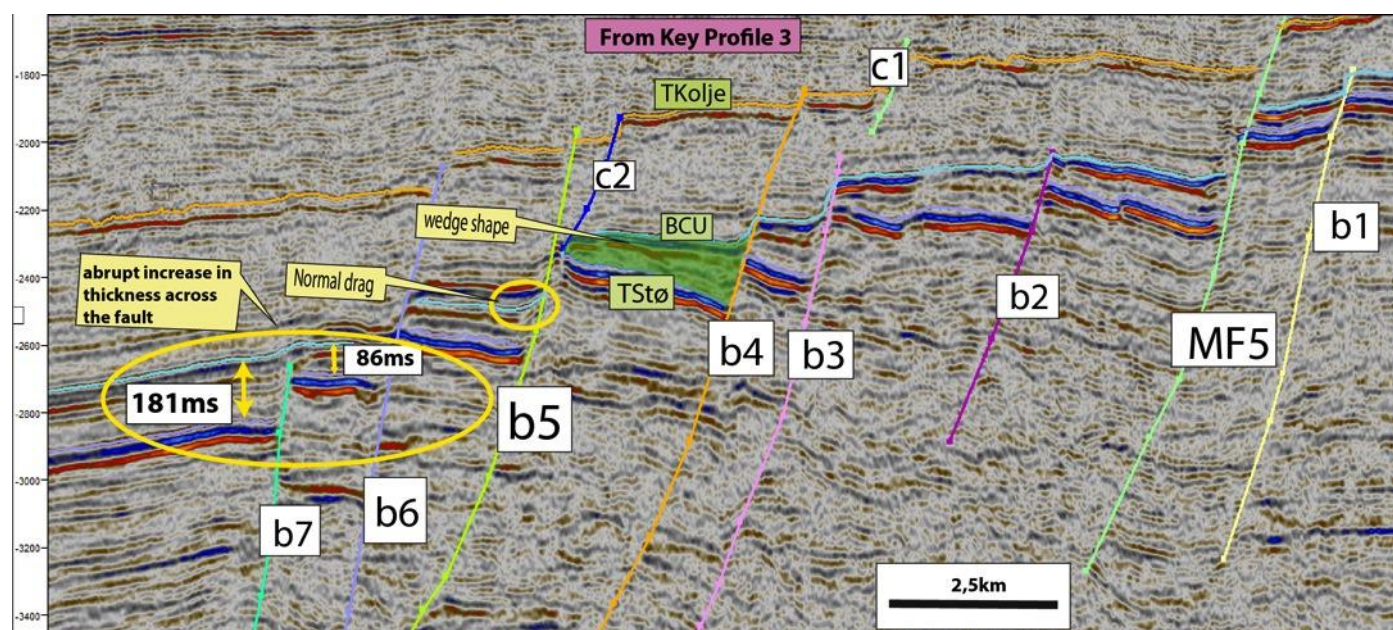 From Key Profile 3
-1800
-2000
-2200
-2400
-2600
-2800
-3000
-3200
-3400
c1
TKolje
c2
wedge shape
BCU
b1
abrupt increase in
thickness across
the fault
Normal drag
TStø
b2
86ms
b4
b3
MF5
181ms
b5
b6
b7
2,5km